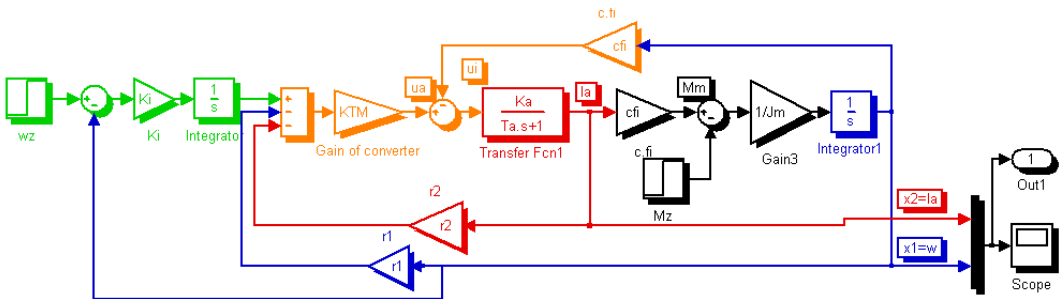 c.fi
cfi
wz
Ki
Ki
1
s
Integrator
KTM
Gain of converter
ua
ui
Ka
Ta.s+1
Transfer Fcn1
Ia
cfi
c.fi
Mm
Mz
1/Jm
Gain3
1
s
Integrator1
r2
r2
r1
r1
x2=Ia
x1=w
1
Out1
Scope